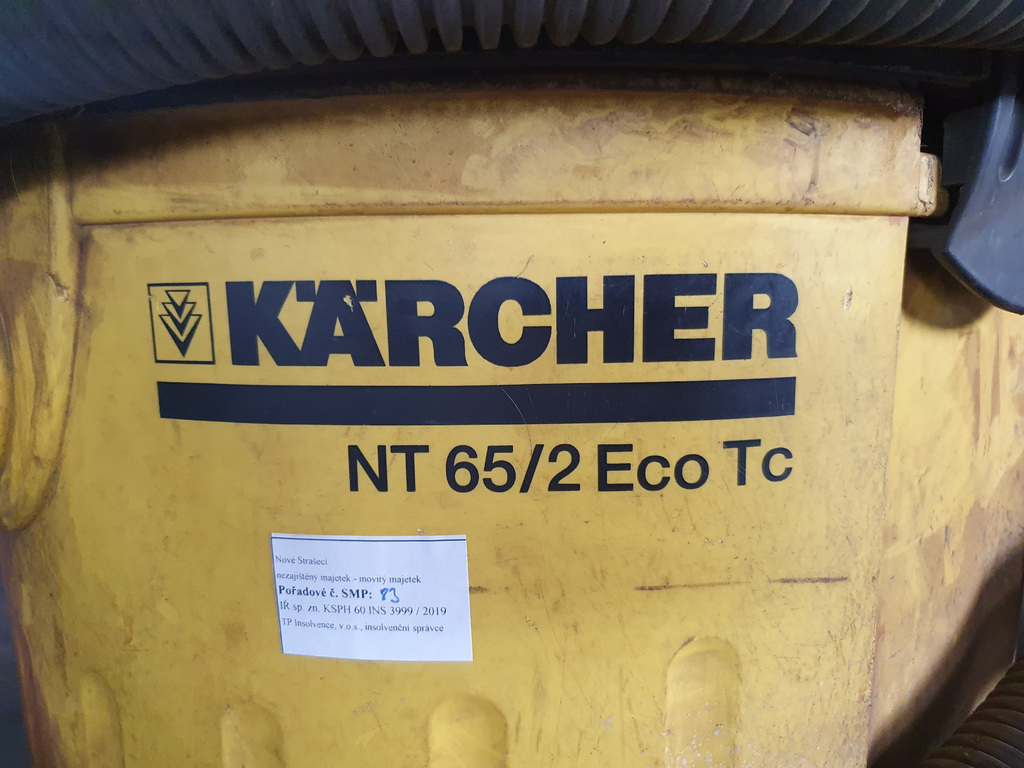 KÄRCHER
NT 65/2 Eco Tc
Nové Strašecí
nezajištěný majetek - movitý majetek
Pořadové č. SMP: 83
IŘ sp. zn. KSPH 60 INS 3999 / 2019
TP Insolvence, v.o.s., insolvenční správce